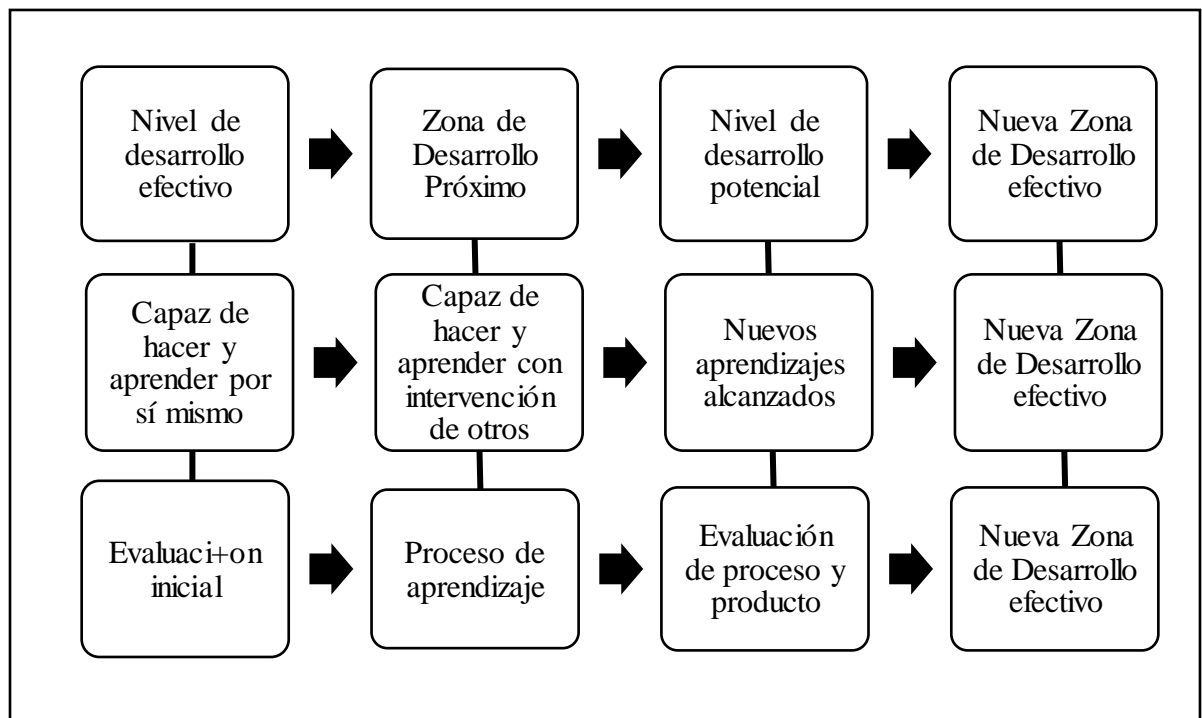 Nivel de
desarrollo
efectivo
Zona de
Desarrollo
Próximo
Nivel de
desarrollo
potencial
Nueva Zona
de Desarrollo
efectivo
Capaz de
hacer y
aprender por
sí mismo
Capaz de
hacer y
aprender con
intervención
de otros
Nuevos
aprendizajes
alcanzados
Nueva Zona
de Desarrollo
efectivo
Evaluaci+on
inicial
Proceso de
aprendizaje
Evaluación
de proceso y
producto
Nueva Zona
de Desarrollo
efectivo